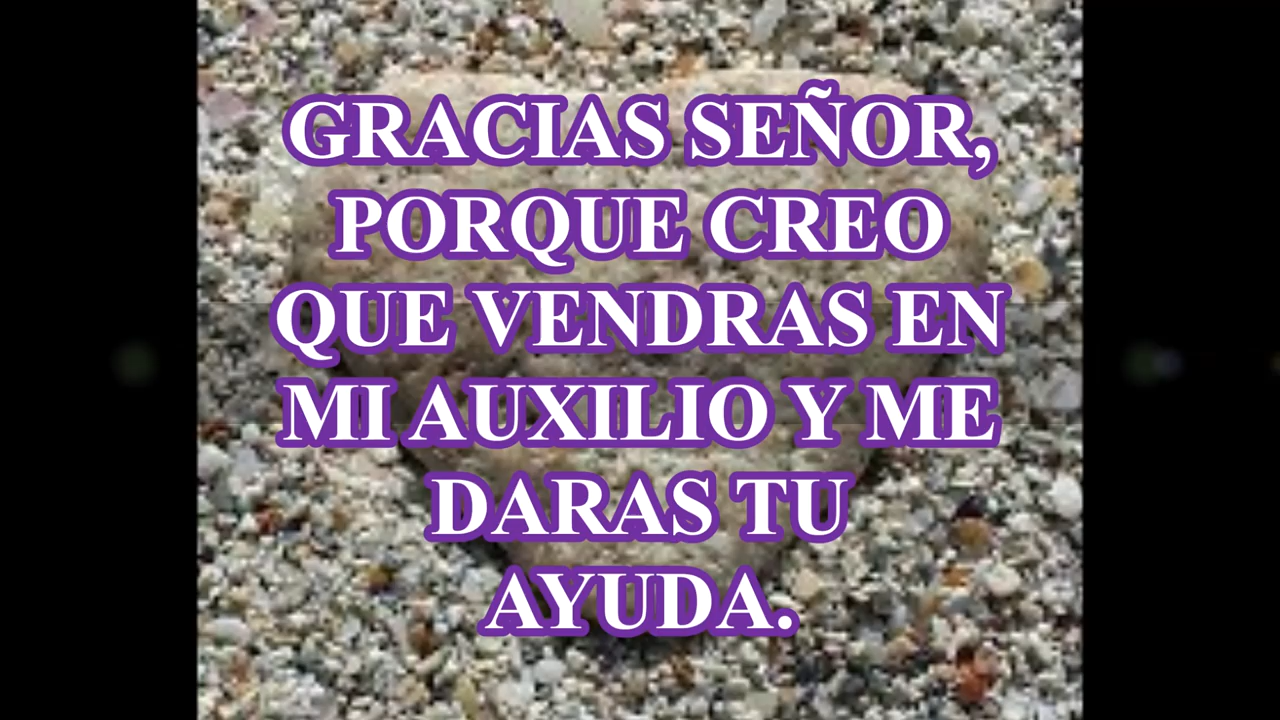 GRACIAS SEÑOR,
PORQUE CREO
QUE VENDRAS EN
MI AUXILIO Y ME
DARAS TU
AYUDA.